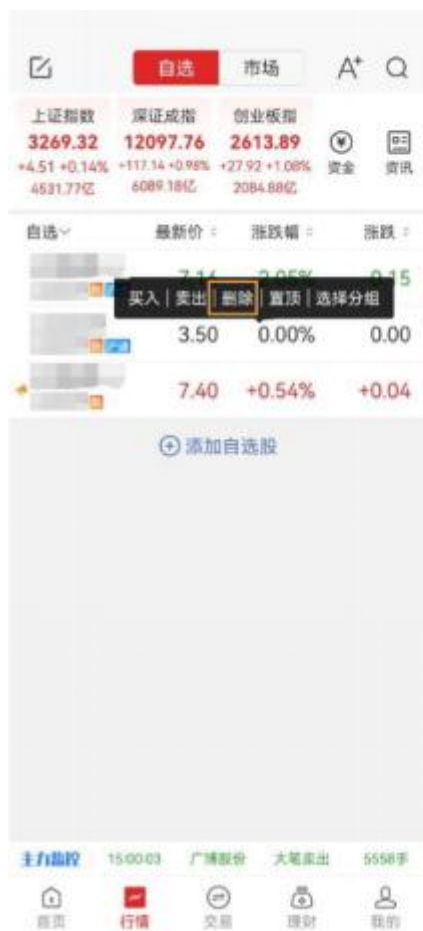 自选 市场 A+
上证指数 深证成指 创业板指
3269.32 12097.76 2613.89
+4.51 +0.14% +117.14 +0.98% +27.92 +1.08% 资金 资讯
4531.77亿 6089.18亿 2084.88亿
自选 最新价 涨跌幅 涨跌
买入 | 卖出 | 删除 | 置顶 | 选择分组
3.50 0.00% 0.00
7.40 +0.54% +0.04
添加自选股
主力监控 15:00:03 广博股份 大笔卖出 5558手
首页 行情 交易 理财 我的